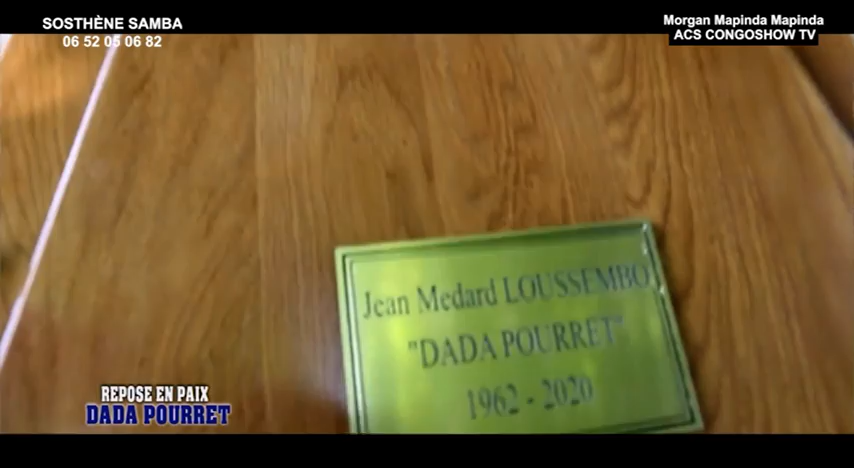 SOSTHÈNE SAMBA
06 52 05 06 82
Morgan Mapinda Mapinda
ACS CONGOSHOW TV
Jean Medard LOUSSEMBO
"DADA POURRET"
1962 - 2020
REPOSE EN PAIX
DADA POURRET